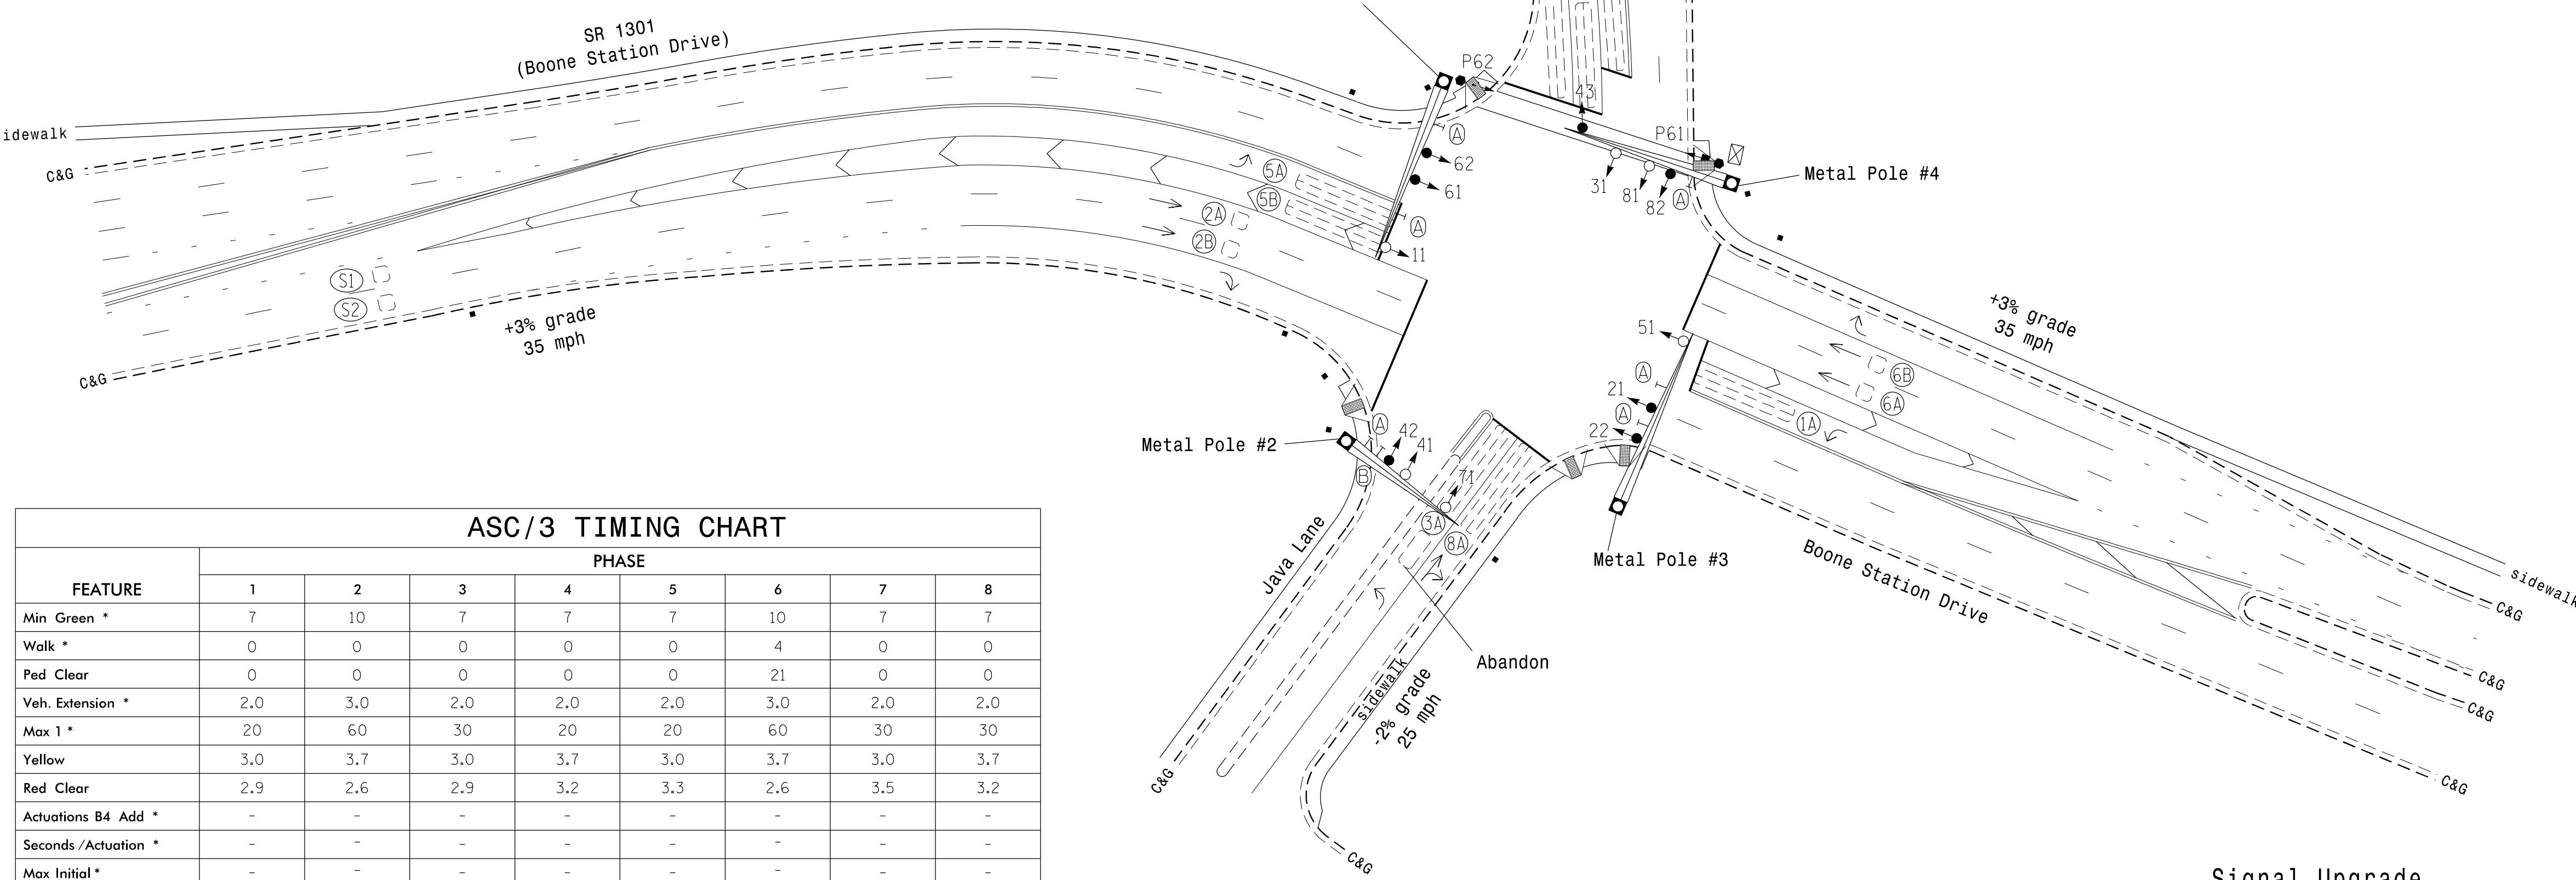 SR 1301
(Boone Station Drive)
idewalk
C&G
C&G
+3% grade
35 mph
S1
S2
5A
5B
2A
2B
P62
A
62
61
A
11
43
P61
31
81
82
A
Metal Pole #4
+3% grade
35 mph
51
A
21
A
22
6B
6A
1A
Metal Pole #2
A
42
41
B
71
3A
8A
Metal Pole #3
Boone Station Drive
sidewalk
C&G
C&G
C&G
C&G
Java Lane
Abandon
sidewalk
-2% grade
25 mph
C&G
C&G
ASC/3 TIMING CHART
PHASE
FEATURE 1 2 3 4 5 6 7 8
Min Green * 7 10 7 7 7 10 7 7
Walk * 0 0 0 0 0 4 0 0
Ped Clear 0 0 0 0 0 21 0 0
Veh. Extension * 2.0 3.0 2.0 2.0 2.0 3.0 2.0 2.0
Max 1 * 20 60 30 20 20 60 30 30
Yellow 3.0 3.7 3.0 3.7 3.0 3.7 3.0 3.7
Red Clear 2.9 2.6 2.9 3.2 3.3 2.6 3.5 3.2
Actuations B4 Add * - - - - - - - -
Seconds /Actuation * - - - - - - - -
Max Initial * - - - - - - - -
Signal Upgrade